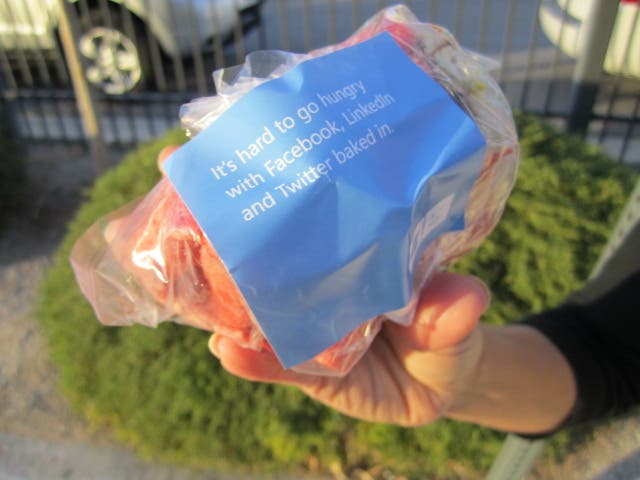 It's hard to go hungry
with Facebook, LinkedIn
and Twitter baked in.